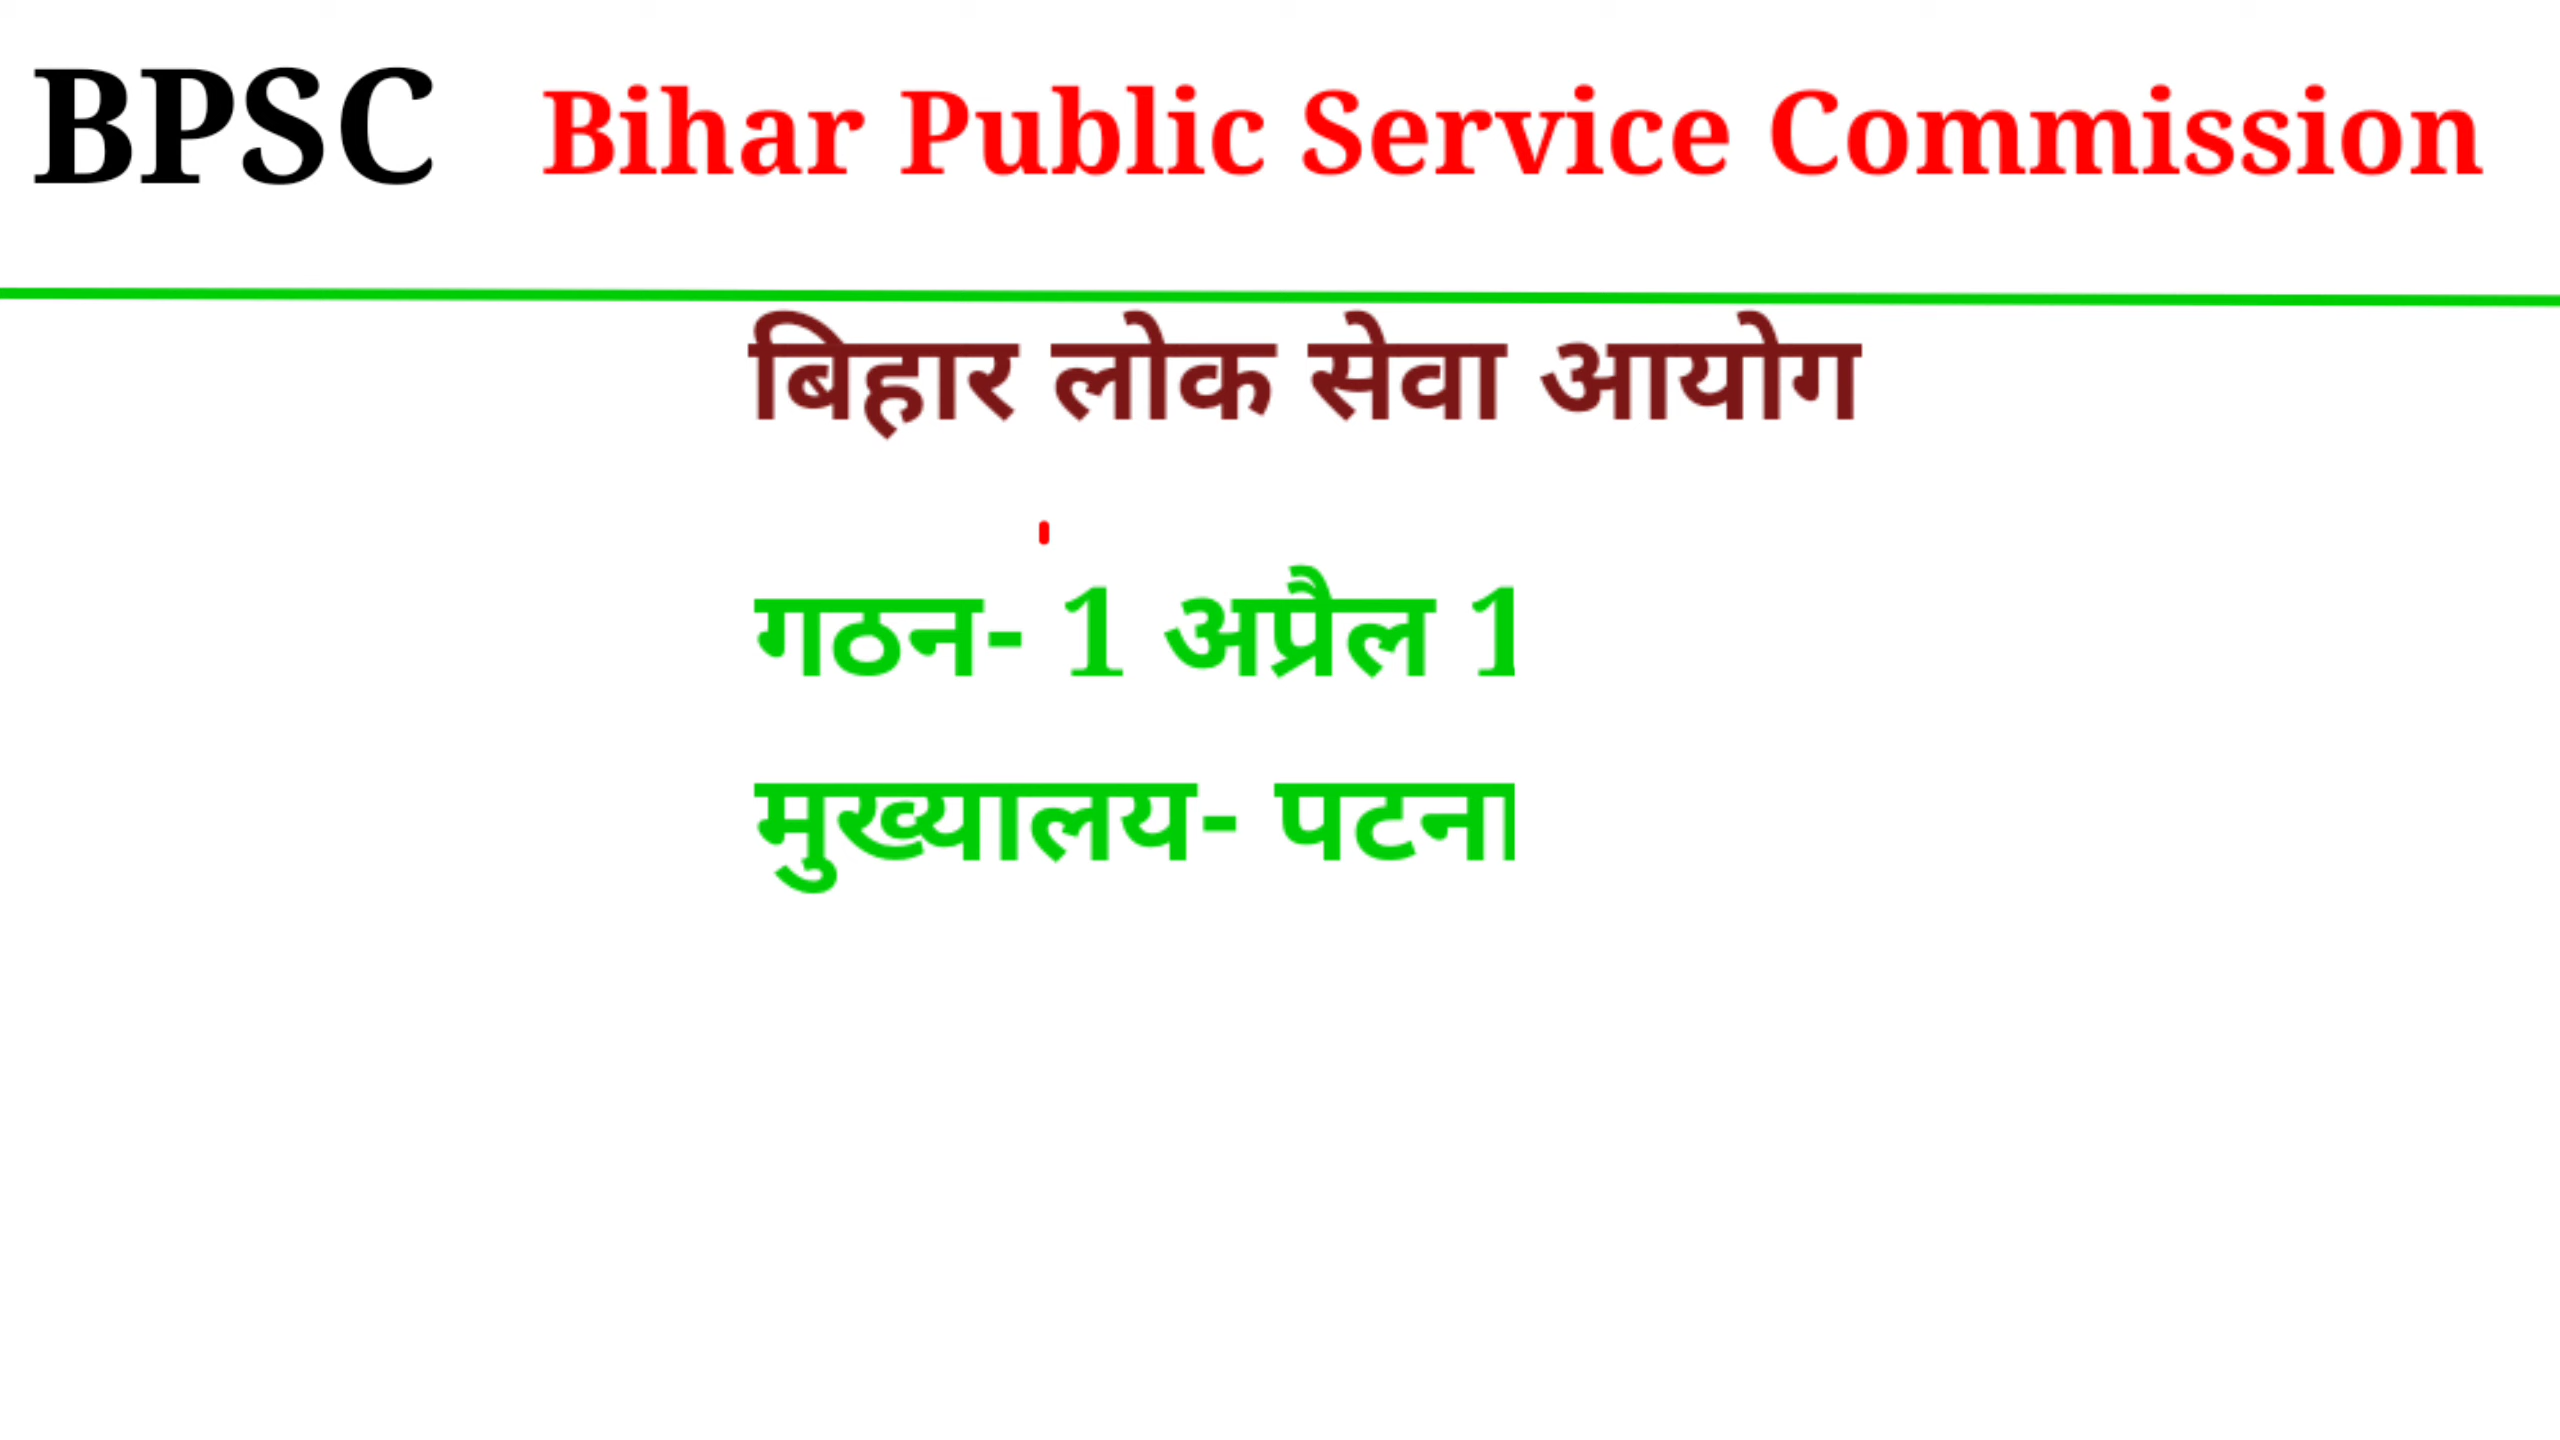 BPSC Bihar Public Service Commission
बिहार लोक सेवा आयोग
गठन- 1 अप्रैल 1
मुख्यालय- पटना